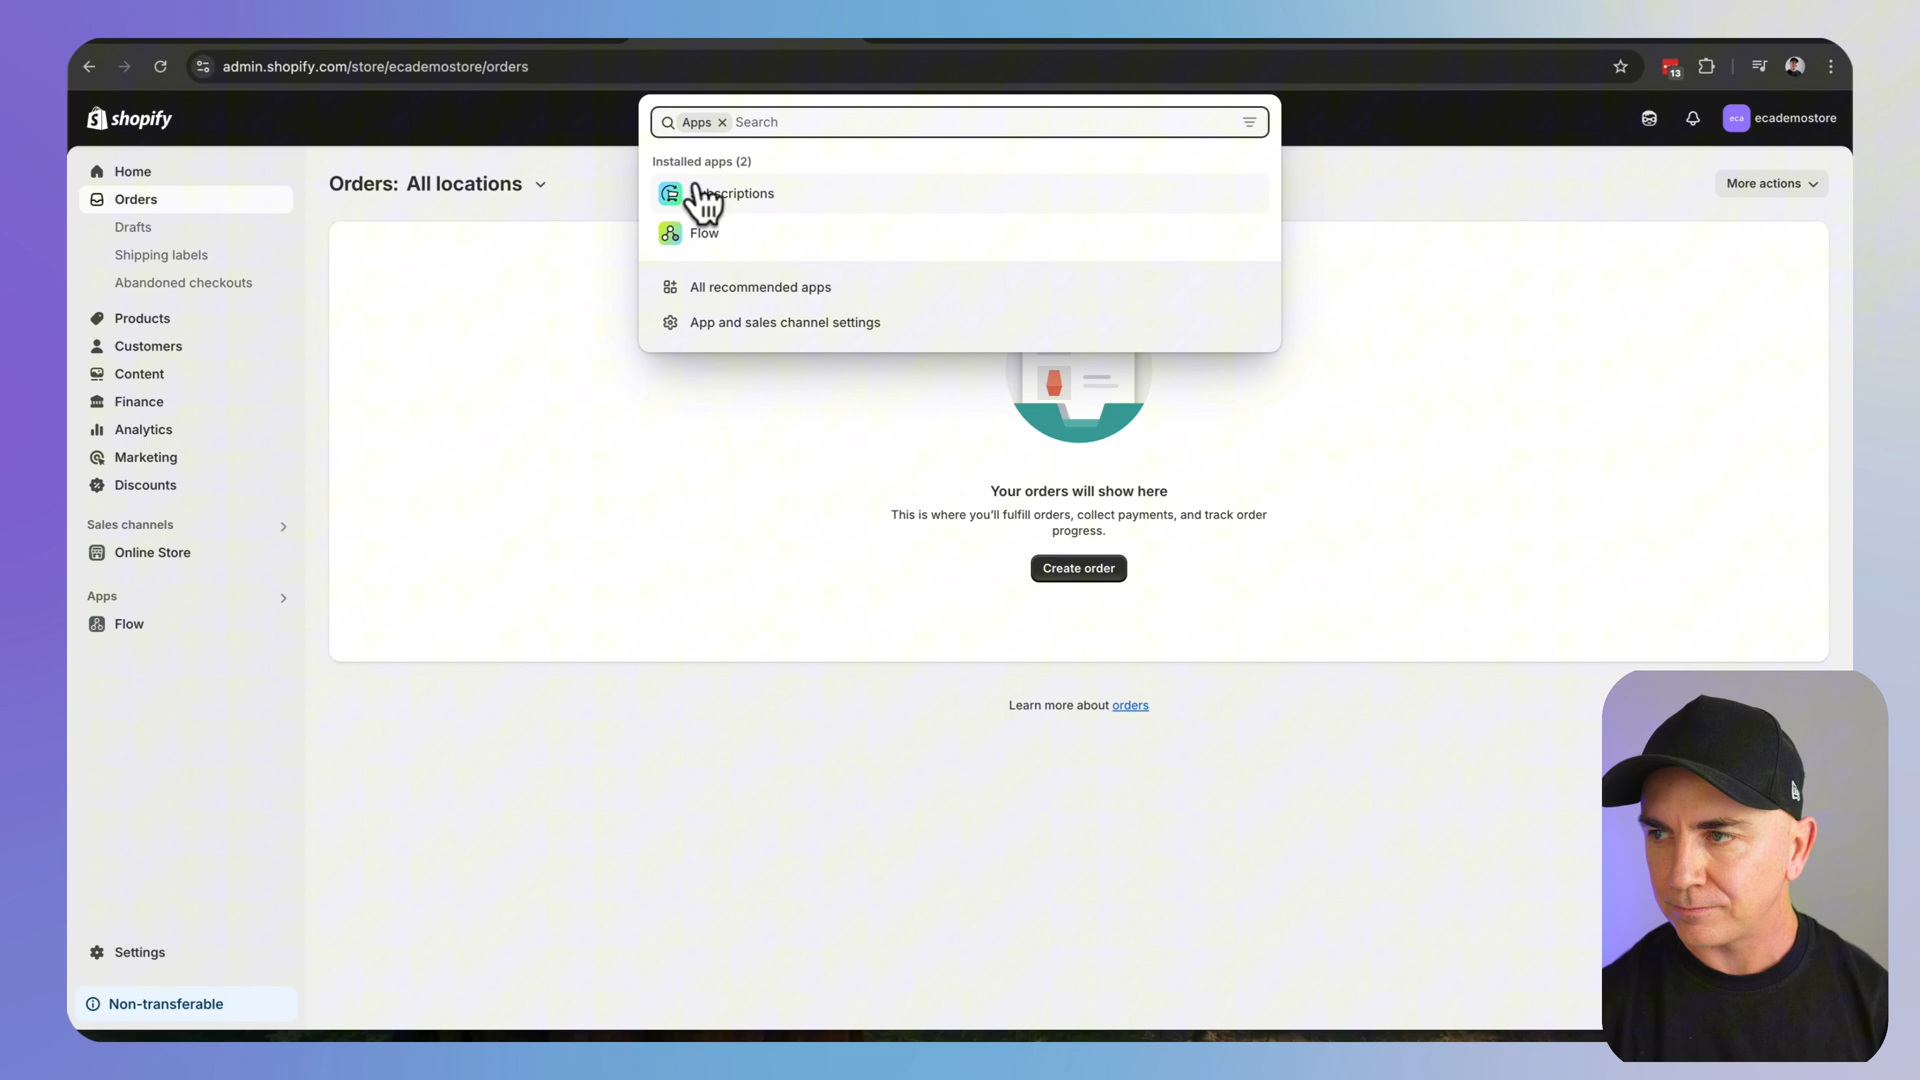 admin.shopify.com/store/ecademostore/orders
13
shopify
Apps
Search
eca
ecademostore
Installed apps (2)
Flow
All recommended apps
App and sales channel settings
Home
Orders
Drafts
Shipping labels
Abandoned checkouts
Products
Customers
Content
Finance
Analytics
Marketing
Discounts
Sales channels
Online Store
Apps
Flow
Settings
Non-transferable
Orders: All locations
More actions
Your orders will show here
This is where you'll fulfill orders, collect payments, and track order
progress.
Create order
Learn more about orders